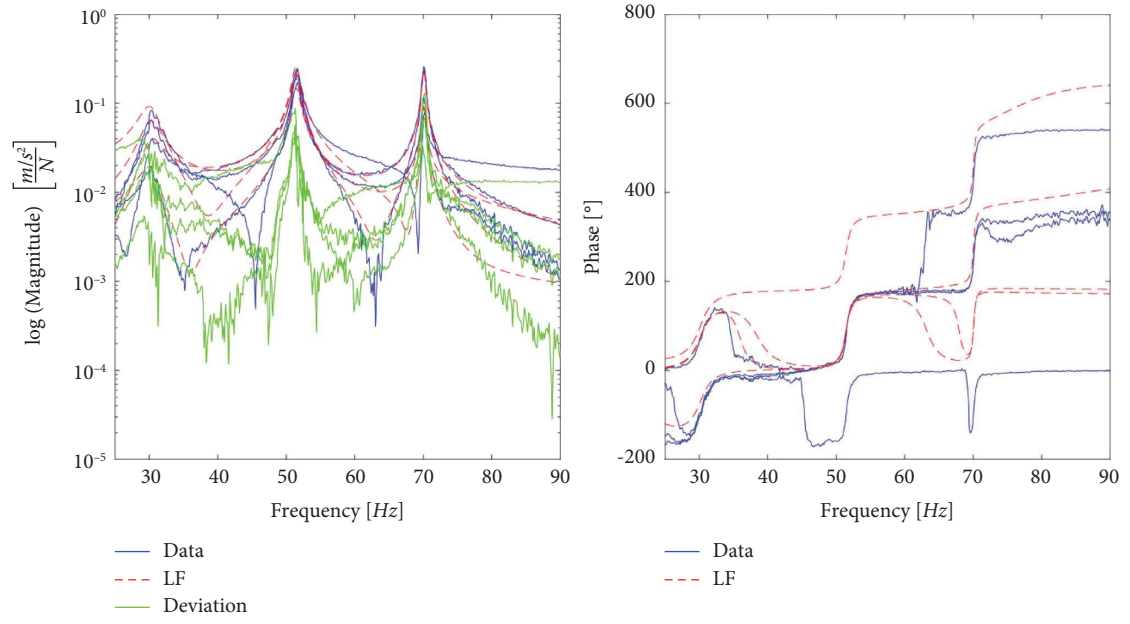 10⁰
10⁻¹
10⁻²
10⁻³
10⁻⁴
10⁻⁵
log (Magnitude) [m/s²/N]
30 40 50 60 70 80 90
Frequency [Hz]
Data
LF
Deviation
800
600
400
200
0
-200
Phase [°]
30 40 50 60 70 80 90
Frequency [Hz]
Data
LF